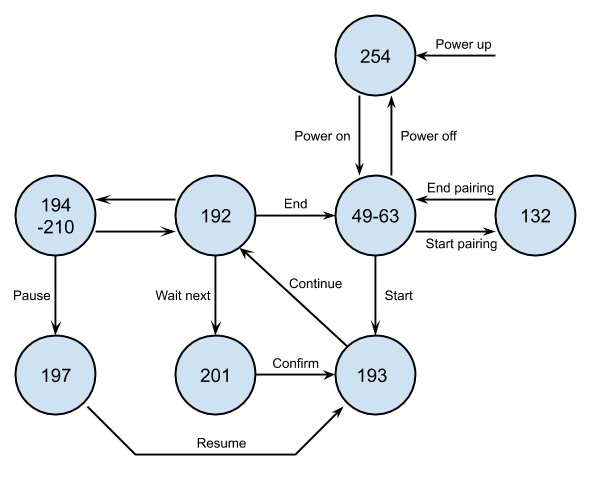 254
Power up
Power on
Power off
194
-210
192
End
49-63
End pairing
Start pairing
132
Pause
Wait next
Continue
Start
197
201
Confirm
193
Resume